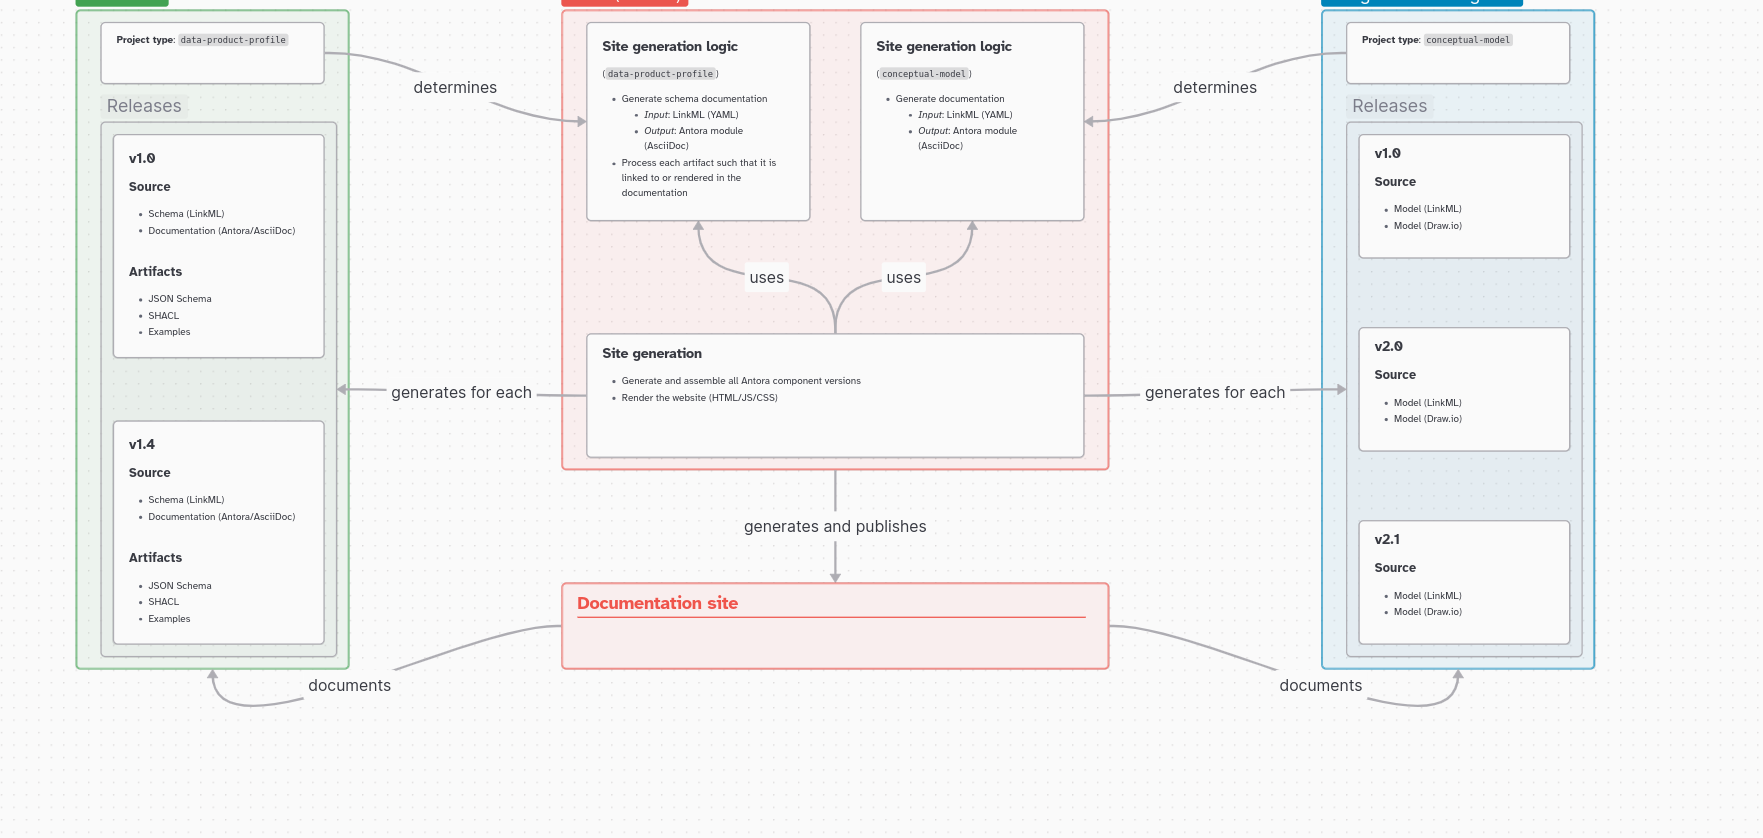 Project type: data-product-profile
Releases
v1.0
Source
Schema (LinkML)
Documentation (Antora/AsciiDoc)
Artifacts
JSON Schema
SHACL
Examples
v1.4
Source
Schema (LinkML)
Documentation (Antora/AsciiDoc)
Artifacts
JSON Schema
SHACL
Examples
determines
Site generation logic
(data-product-profile)
Generate schema documentation
Input: LinkML (YAML)
Output: Antora module
(AsciiDoc)
Process each artifact such that it is
linked to or rendered in the
documentation
Site generation logic
(conceptual-model)
Generate documentation
Input: LinkML (YAML)
Output: Antora module
(AsciiDoc)
uses
uses
Site generation
Generate and assemble all Antora component versions
Render the website (HTML/JS/CSS)
generates for each
generates for each
generates and publishes
Documentation site
documents
documents
determines
Project type: conceptual-model
Releases
v1.0
Source
Model (LinkML)
Model (Draw.io)
v2.0
Source
Model (LinkML)
Model (Draw.io)
v2.1
Source
Model (LinkML)
Model (Draw.io)